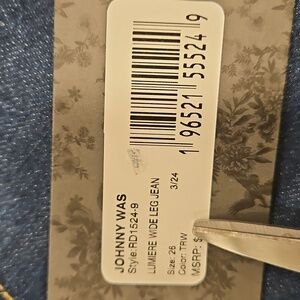 JOHNNY WAS
Style:RD1524-9
LUMIERE WIDE LEG JEAN
3/24
Size: 26
Color:TRW
MSRP: $
1 96521 55524 9